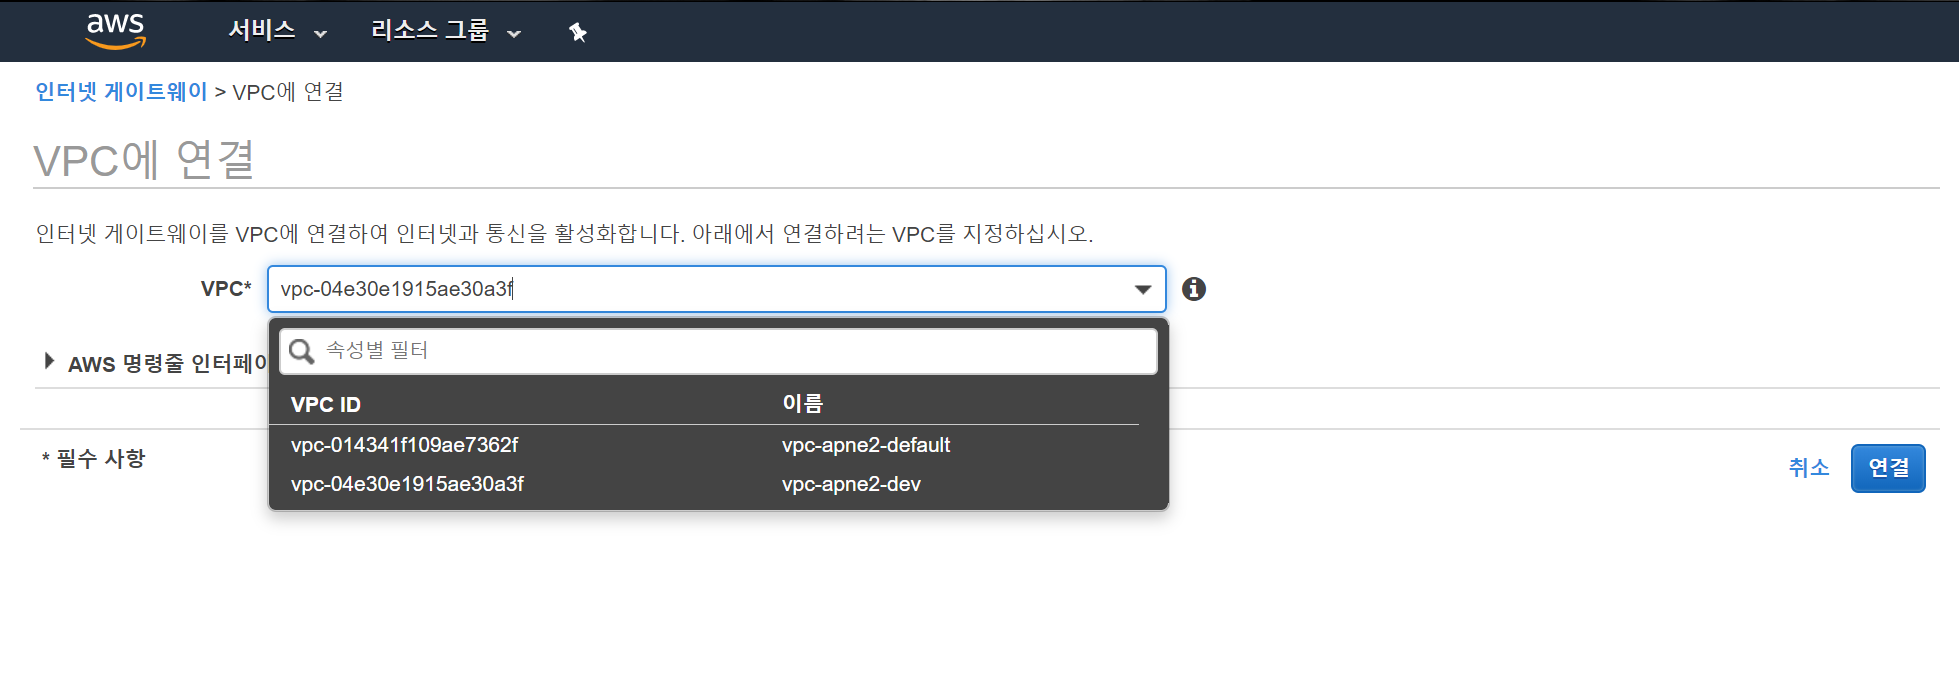 aws 서비스 리소스 그룹
인터넷 게이트웨이 > VPC에 연결
VPC에 연결
인터넷 게이트웨이를 VPC에 연결하여 인터넷과 통신을 활성화합니다. 아래에서 연결하려는 VPC를 지정하십시오.
VPC* vpc-04e30e1915ae30a3f
속성별 필터
AWS 명령줄 인터페이
VPC ID 이름
vpc-014341f109ae7362f vpc-apne2-default
vpc-04e30e1915ae30a3f vpc-apne2-dev
* 필수 사항
취소 연결